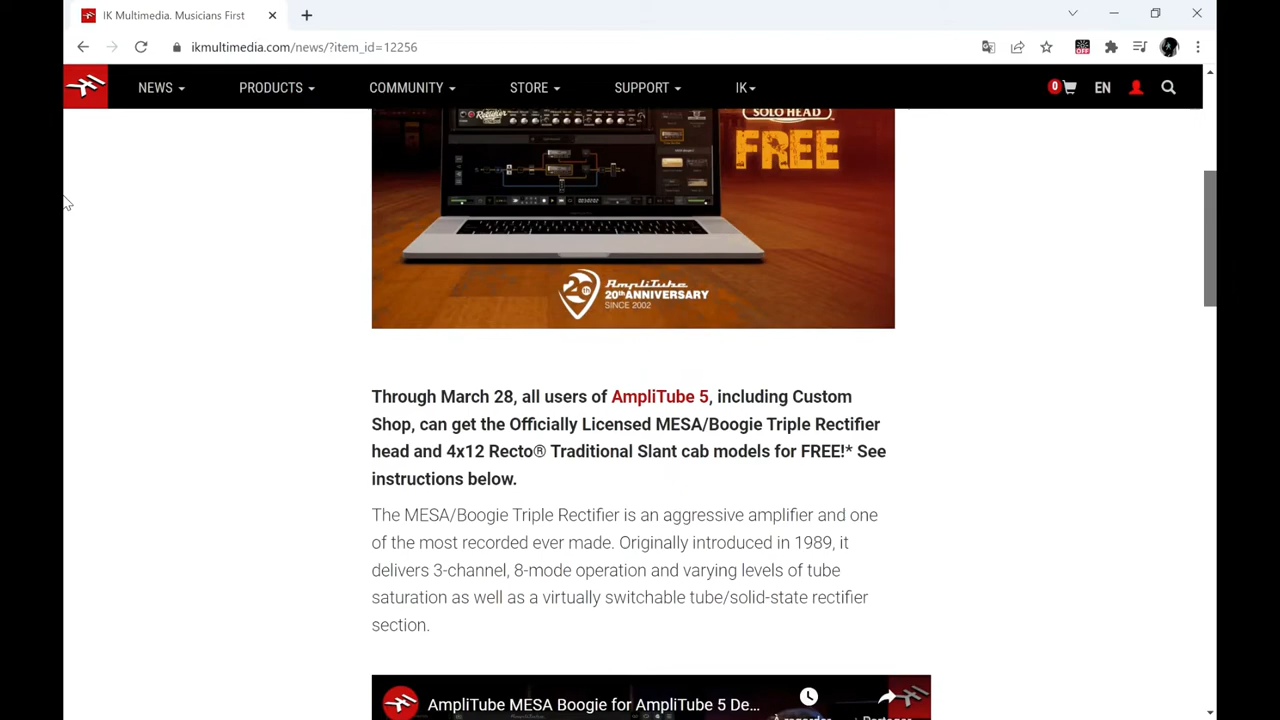 IK Multimedia. Musicians First
ikmultimedia.com/news/?item_id=12256
OFF
NEWS PRODUCTS COMMUNITY STORE SUPPORT IK 0 EN
SOLO HEAD
FREE
Rectifier
AmpliTube
20th ANNIVERSARY
SINCE 2002
Through March 28, all users of AmpliTube 5, including Custom
Shop, can get the Officially Licensed MESA/Boogie Triple Rectifier
head and 4x12 Recto® Traditional Slant cab models for FREE!* See
instructions below.
The MESA/Boogie Triple Rectifier is an aggressive amplifier and one
of the most recorded ever made. Originally introduced in 1989, it
delivers 3-channel, 8-mode operation and varying levels of tube
saturation as well as a virtually switchable tube/solid-state rectifier
section.
AmpliTube MESA Boogie for AmpliTube 5 De...